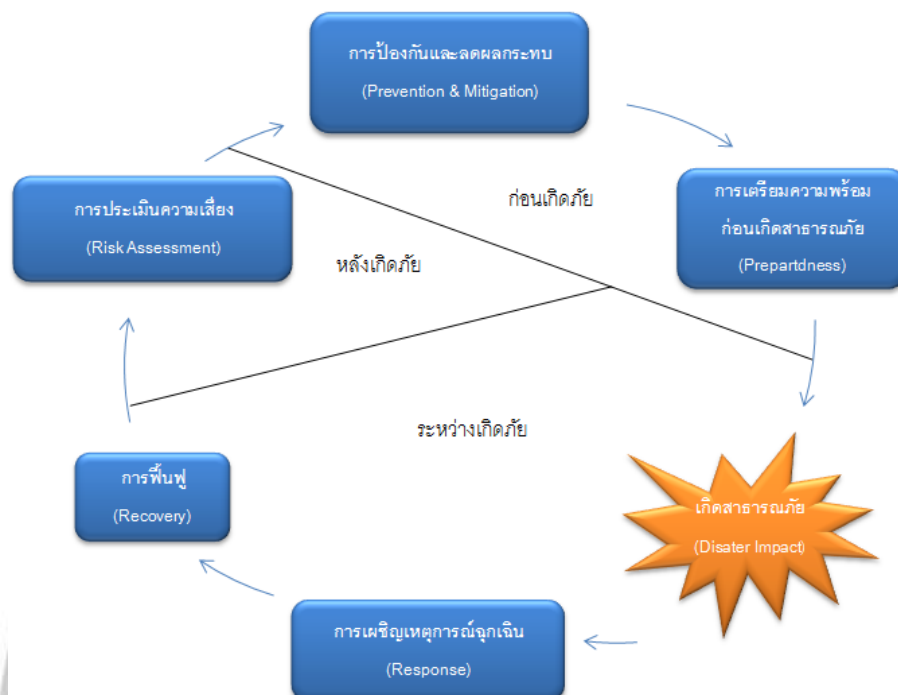 การป้องกันและลดผลกระทบ
(Prevention & Mitigation)
การเตรียมความพร้อม
ก่อนเกิดสาธารณภัย
(Prepartdness)
ก่อนเกิดภัย
การประเมินความเสี่ยง
(Risk Assessment)
หลังเกิดภัย
ระหว่างเกิดภัย
เกิดสาธารณภัย
(Disater Impact)
การเผชิญเหตุการณ์ฉุกเฉิน
(Response)
การฟื้นฟู
(Recovery)